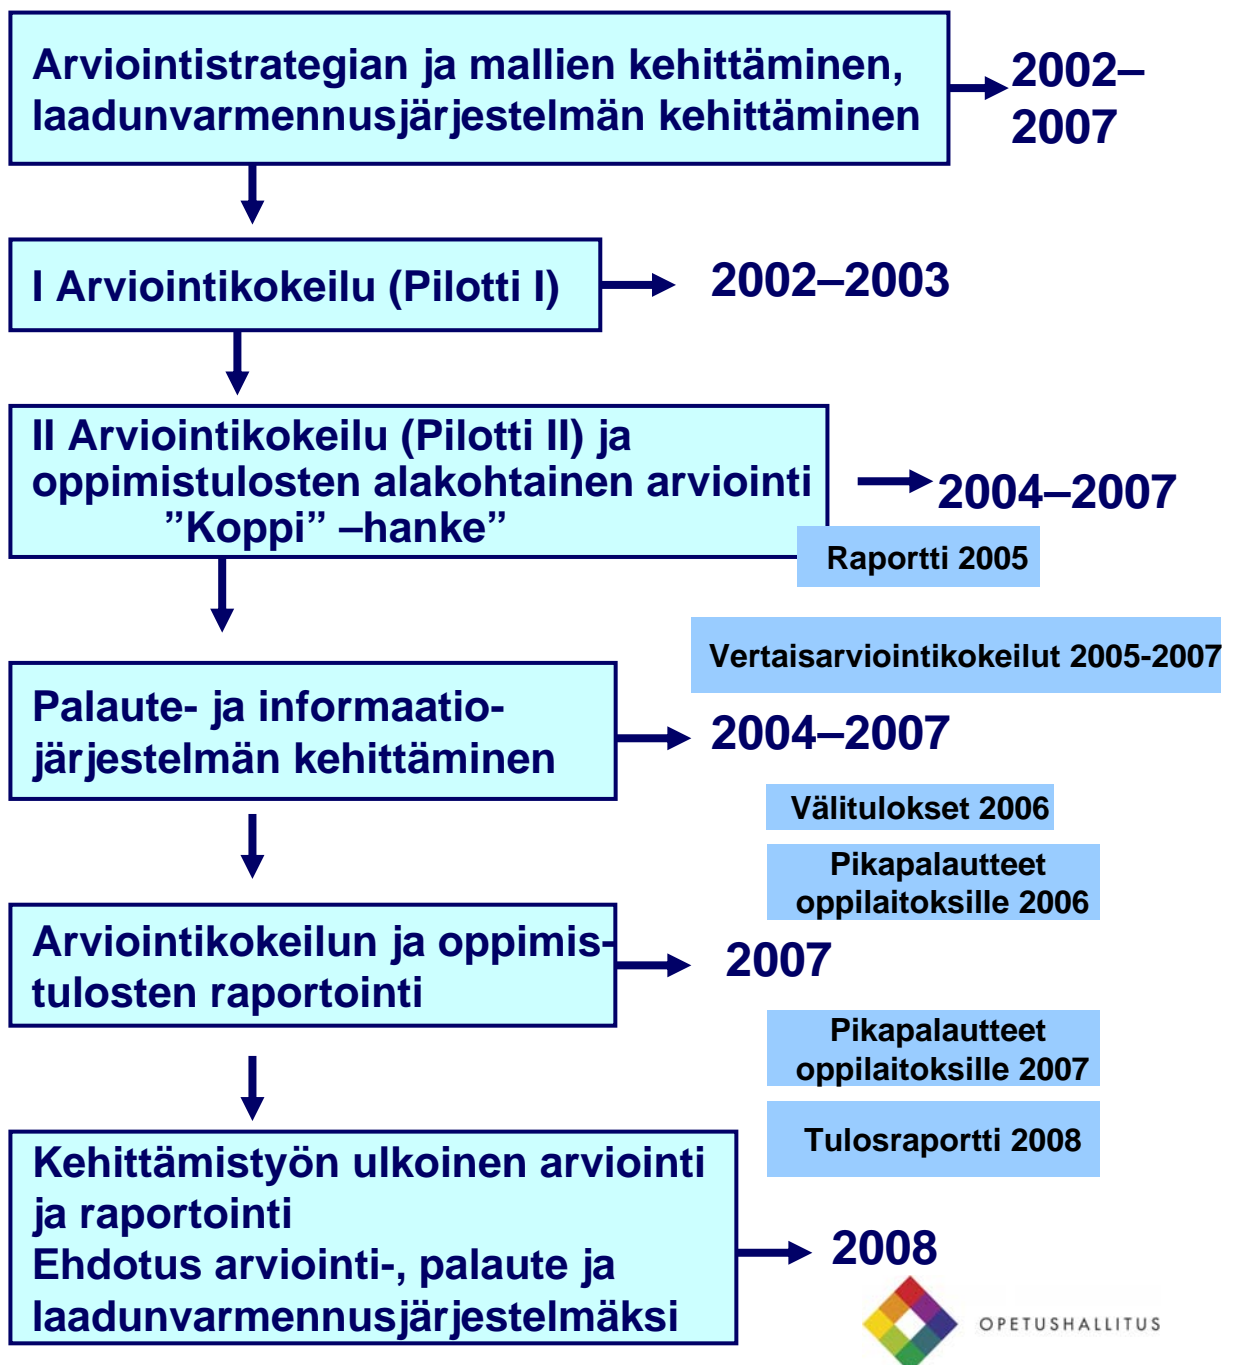 Arviointistrategian ja mallien kehittäminen,
laadunvarmennusjärjestelmän kehittäminen
2002–
2007
I Arviointikokeilu (Pilotti I)
2002–2003
II Arviointikokeilu (Pilotti II) ja
oppimistulosten alakohtainen arviointi
”Koppi” –hanke”
2004–2007
Raportti 2005
Vertaisarviointikokeilut 2005-2007
Palaute- ja informaatio-
järjestelmän kehittäminen
2004–2007
Välitulokset 2006
Pikapalautteet
oppilaitoksille 2006
Arviointikokeilun ja oppimis-
tulosten raportointi
2007
Pikapalautteet
oppilaitoksille 2007
Tulosraportti 2008
Kehittämistyön ulkoinen arviointi
ja raportointi
Ehdotus arviointi-, palaute ja
laadunvarmennusjärjestelmäksi
2008
OPETUSHALLITUS